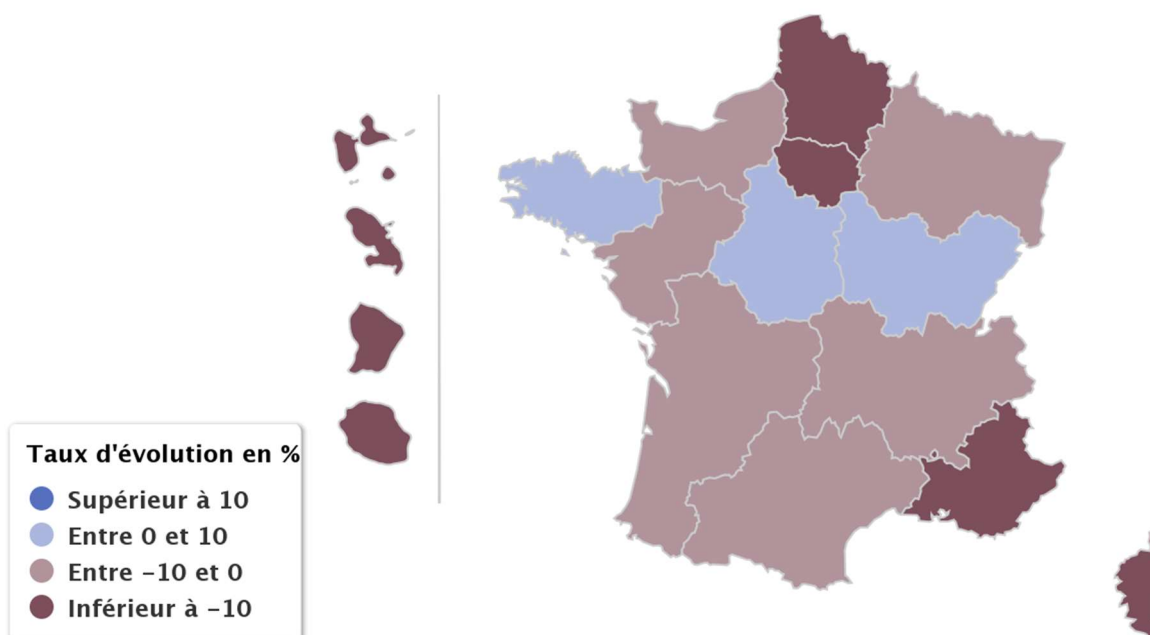 Taux d'évolution en %
Supérieur à 10
Entre 0 et 10
Entre −10 et 0
Inférieur à −10